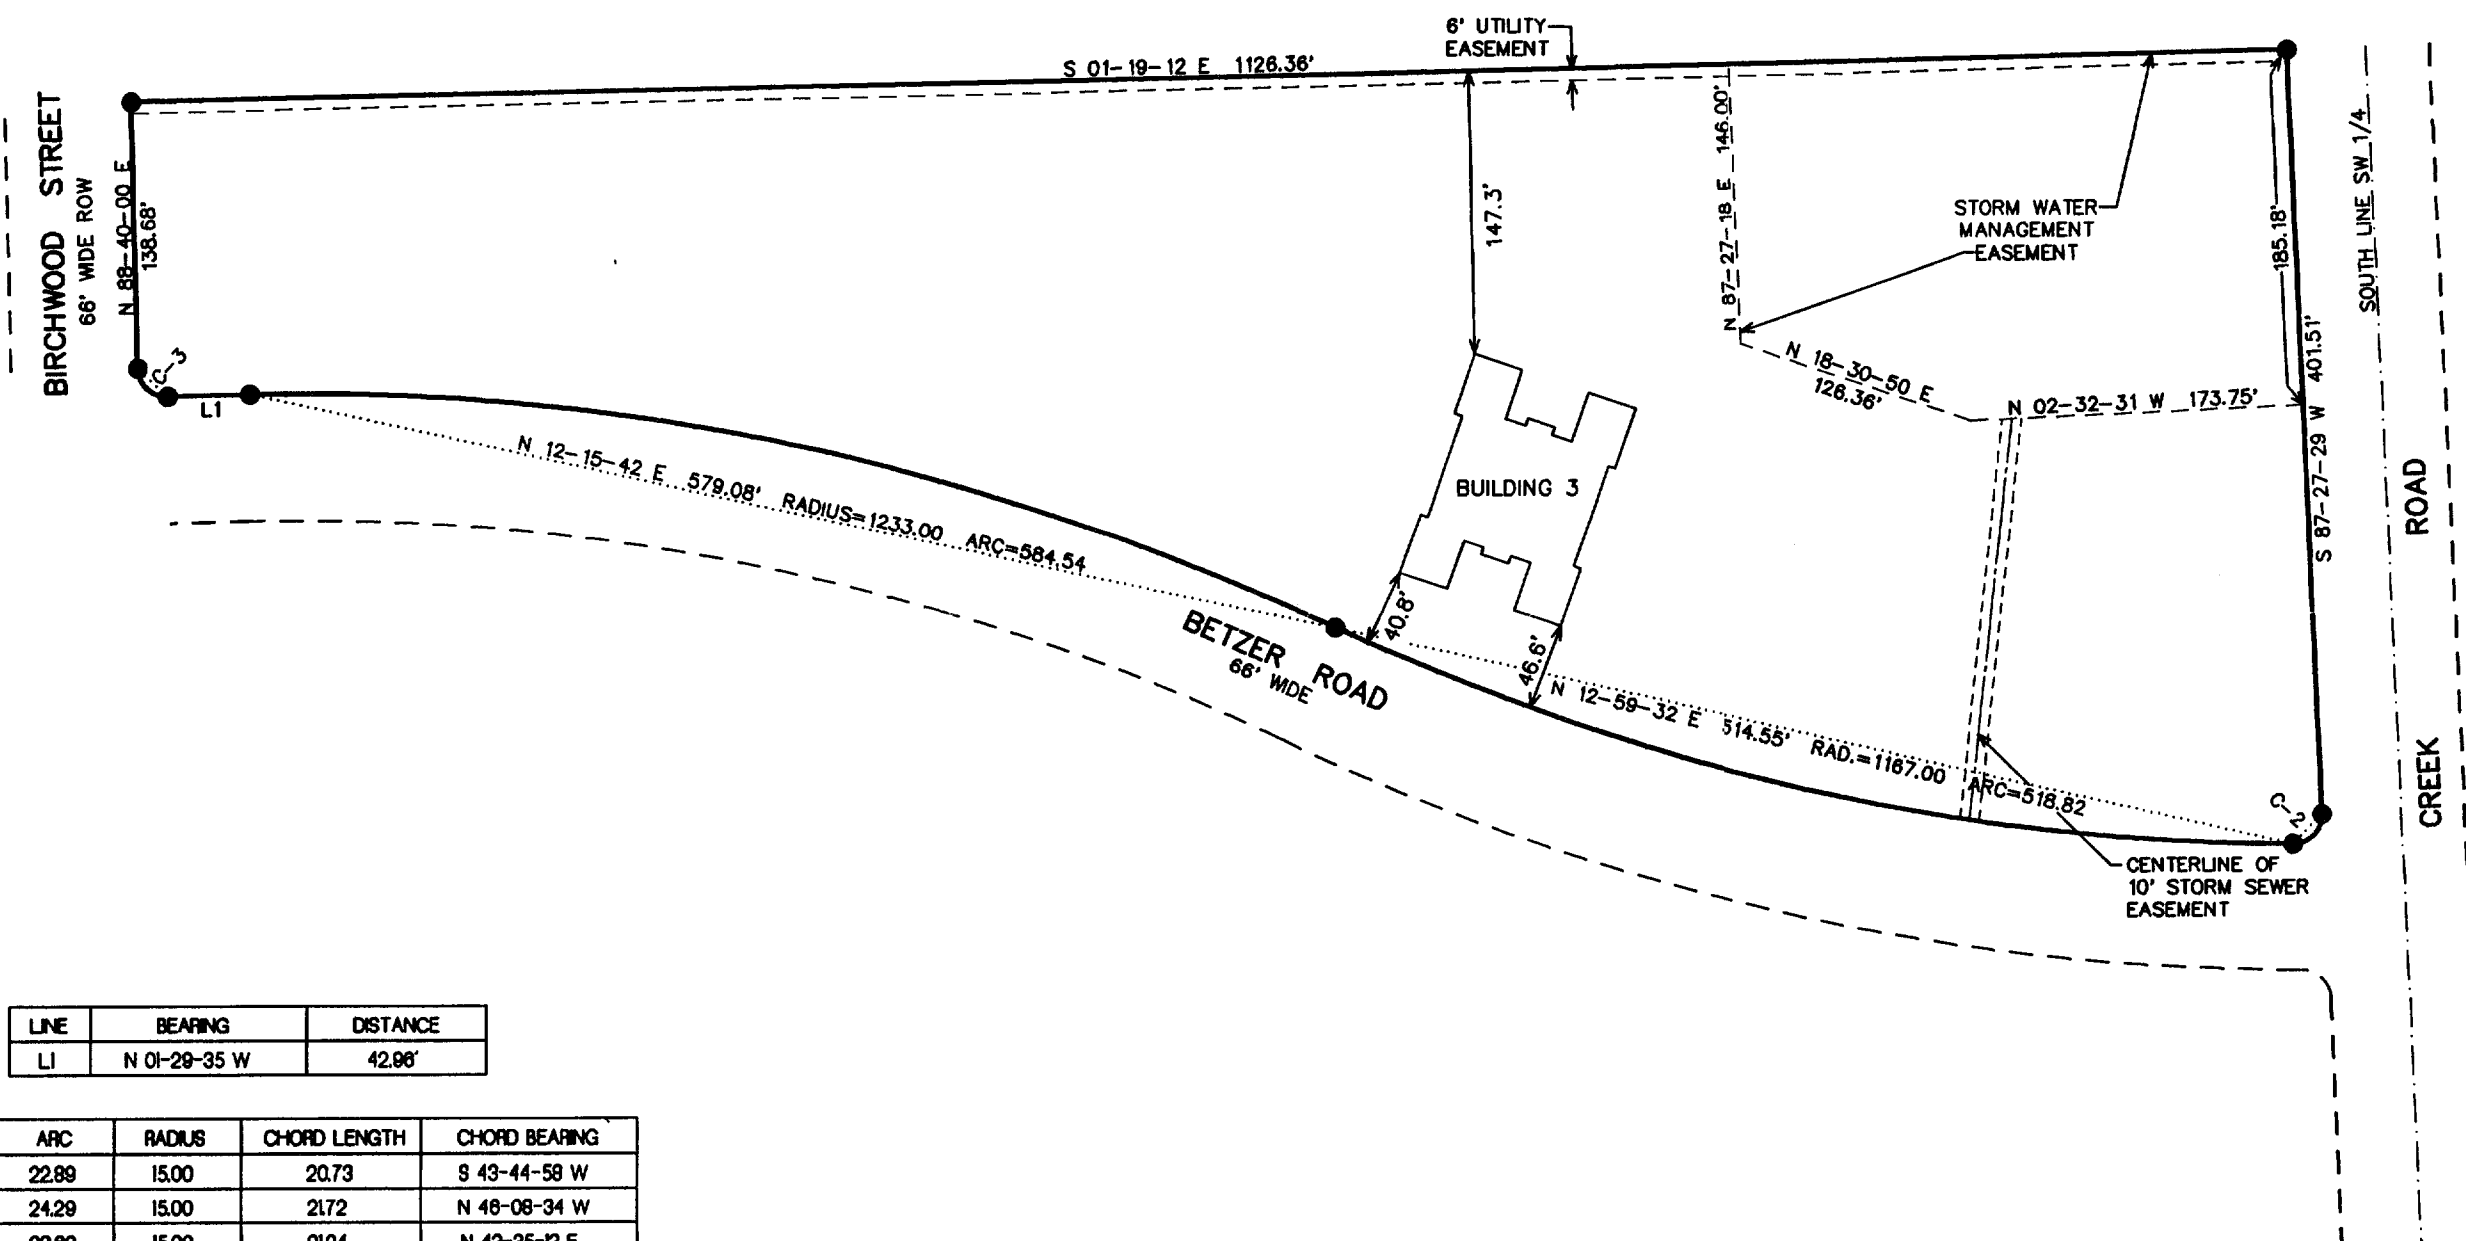 6' UTILITY
EASEMENT
S 01-19-12 E 1126.36'
BIRCHWOOD STREET
66' WIDE ROW
N 88-40-00 E
138.68'
C-3
L1
147.3'
N 87-27-18 E 146.00'
STORM WATER
MANAGEMENT
EASEMENT
185.18'
SOUTH LINE SW 1/4
N 18-30-50 E
126.36'
N 02-32-31 W 173.75'
S 87-27-29 W 401.51'
CREEK ROAD
N 12-15-42 E 579.08' RADIUS=1233.00 ARC=584.54
BUILDING 3
40.8'
46.6'
BETZER ROAD
66' WIDE
N 12-59-32 E 514.55' RAD.=1167.00 ARC=518.82
C-2
CENTERLINE OF
10' STORM SEWER
EASEMENT
LINE BEARING DISTANCE
L1 N 01-29-35 W 42.96'
ARC RADIUS CHORD LENGTH CHORD BEARING
22.89 15.00 20.73 S 43-44-58 W
24.29 15.00 21.72 N 46-08-34 W
15.00